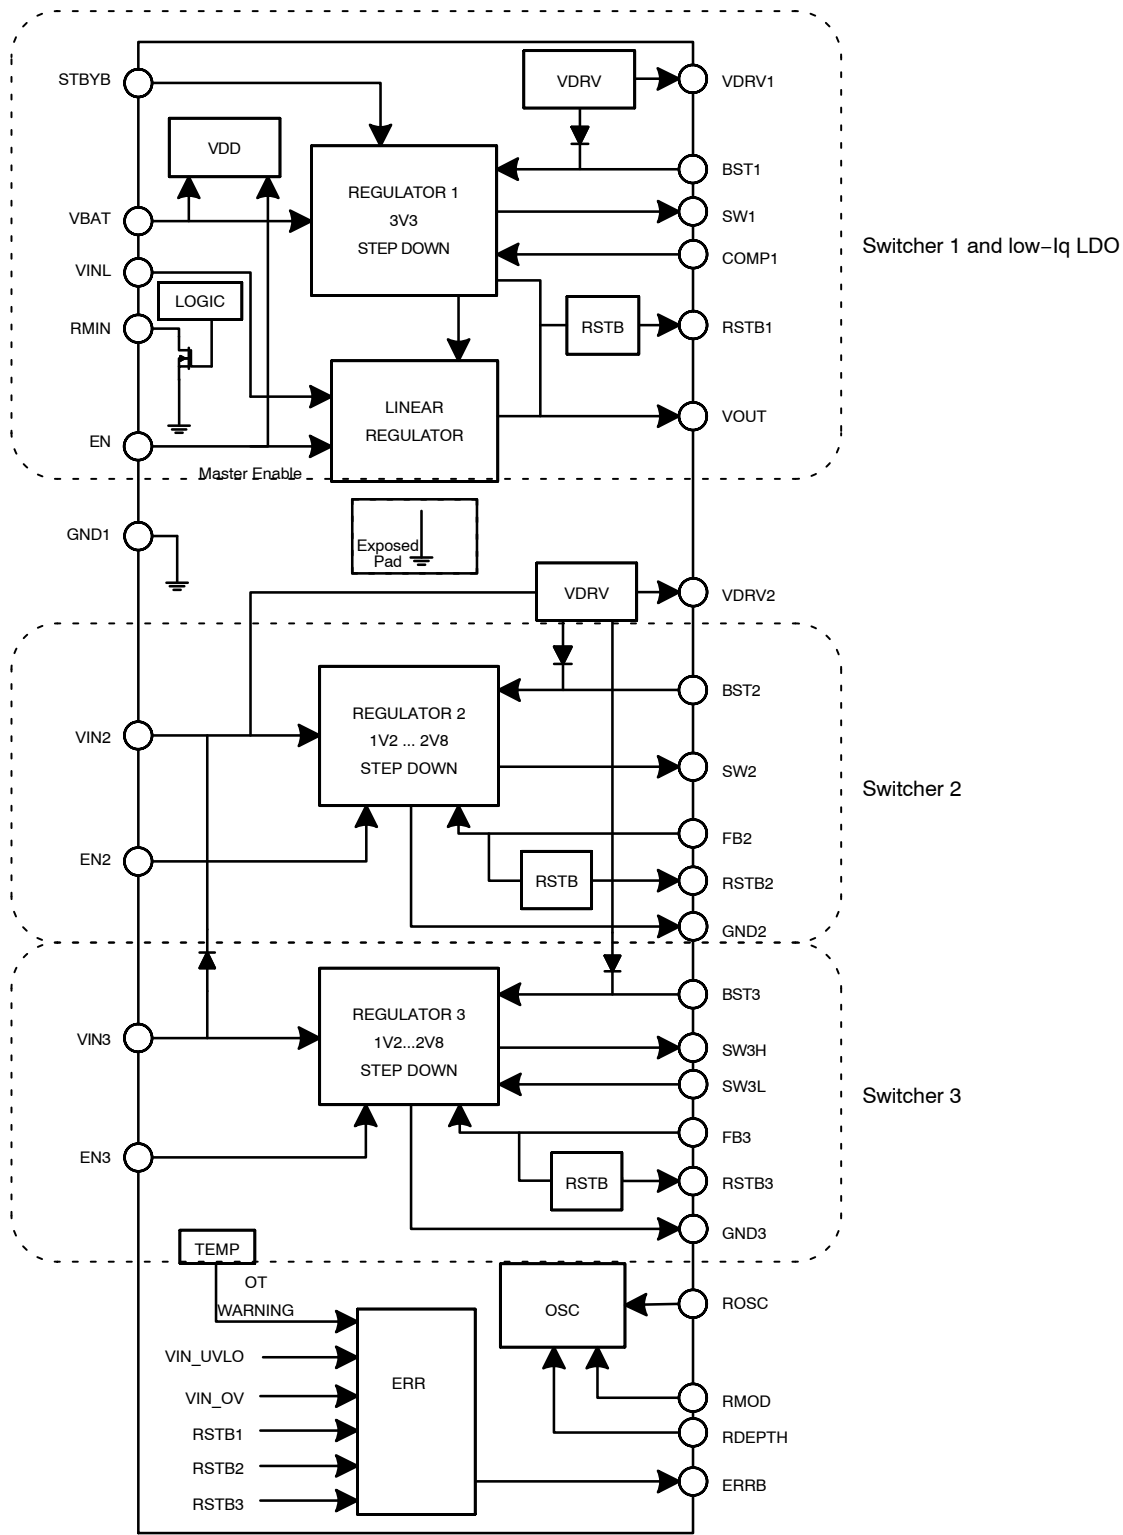 STBYB
VDRV
VDRV1
VDD
BST1
REGULATOR 1
3V3
STEP DOWN
VBAT
SW1
Switcher 1 and low−Iq LDO
COMP1
VINL
LOGIC
RMIN
RSTB
RSTB1
LINEAR
REGULATOR
VOUT
EN
Master Enable
GND1
Exposed
Pad
VDRV
VDRV2
BST2
REGULATOR 2
1V2 ... 2V8
STEP DOWN
VIN2
SW2
Switcher 2
FB2
EN2
RSTB
RSTB2
GND2
BST3
REGULATOR 3
1V2...2V8
STEP DOWN
VIN3
SW3H
SW3L
Switcher 3
FB3
EN3
RSTB
RSTB3
GND3
TEMP
OT
WARNING
OSC
ROSC
VIN_UVLO
ERR
VIN_OV
RMOD
RSTB1
RDEPTH
RSTB2
ERRB
RSTB3